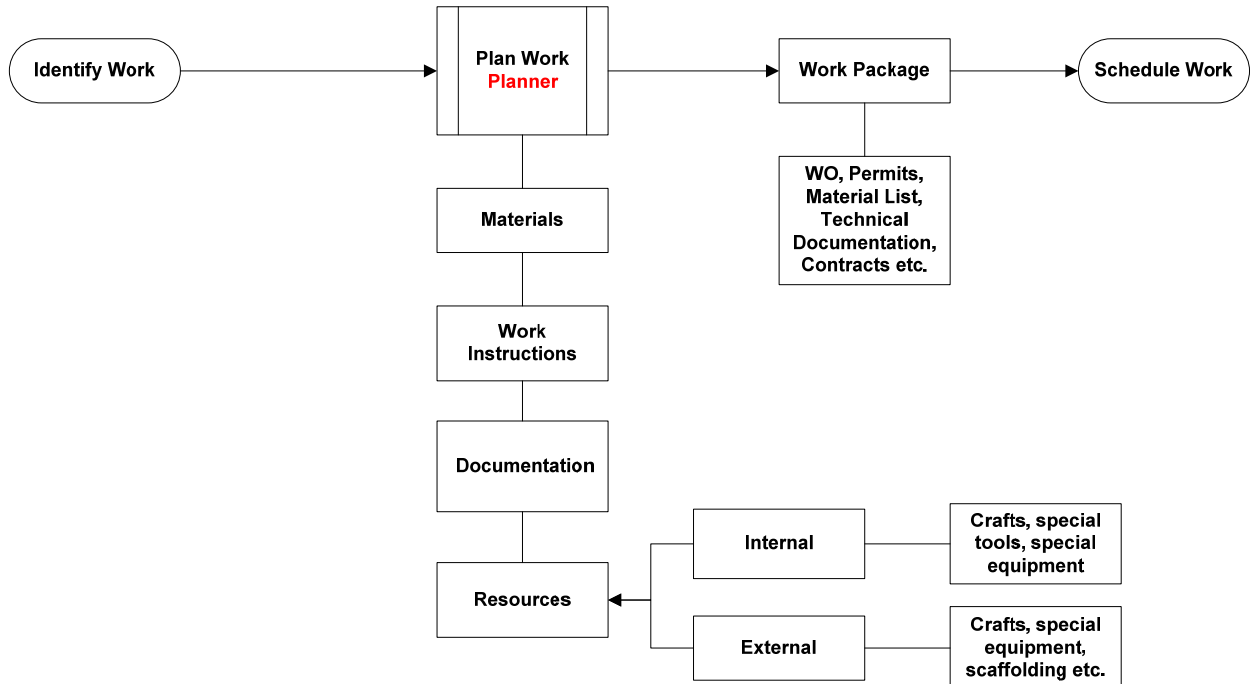 Identify Work
Plan Work
Planner
Work Package
Schedule Work
WO, Permits,
Material List,
Technical
Documentation,
Contracts etc.
Materials
Work
Instructions
Documentation
Resources
Internal
Crafts, special
tools, special
equipment
External
Crafts, special
equipment,
scaffolding etc.